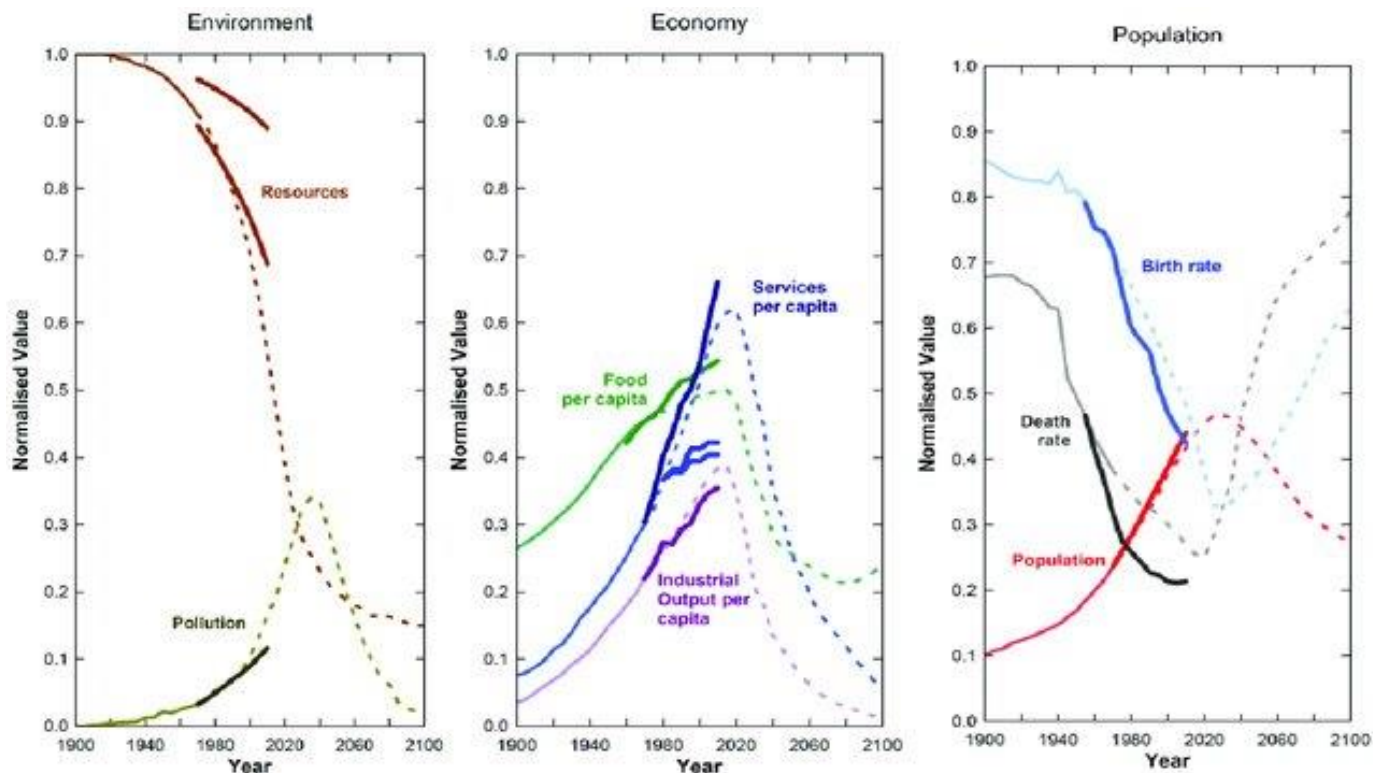 Environment
1.0
0.9
0.8
0.7
0.6
0.5
0.4
0.3
0.2
0.1
0.0
Normalised Value
Resources
Pollution
1900 1940 1980 2020 2060 2100
Year
Economy
1.0
0.9
0.8
0.7
0.6
0.5
0.4
0.3
0.2
0.1
0.0
Normalised Value
Services
per capita
Food
per capita
Industrial
Output per
capita
1900 1940 1980 2020 2060 2100
Year
Population
1.0
0.9
0.8
0.7
0.6
0.5
0.4
0.3
0.2
0.1
0.0
Normalised Value
Birth rate
Death
rate
Population
1900 1940 1980 2020 2060 2100
Year